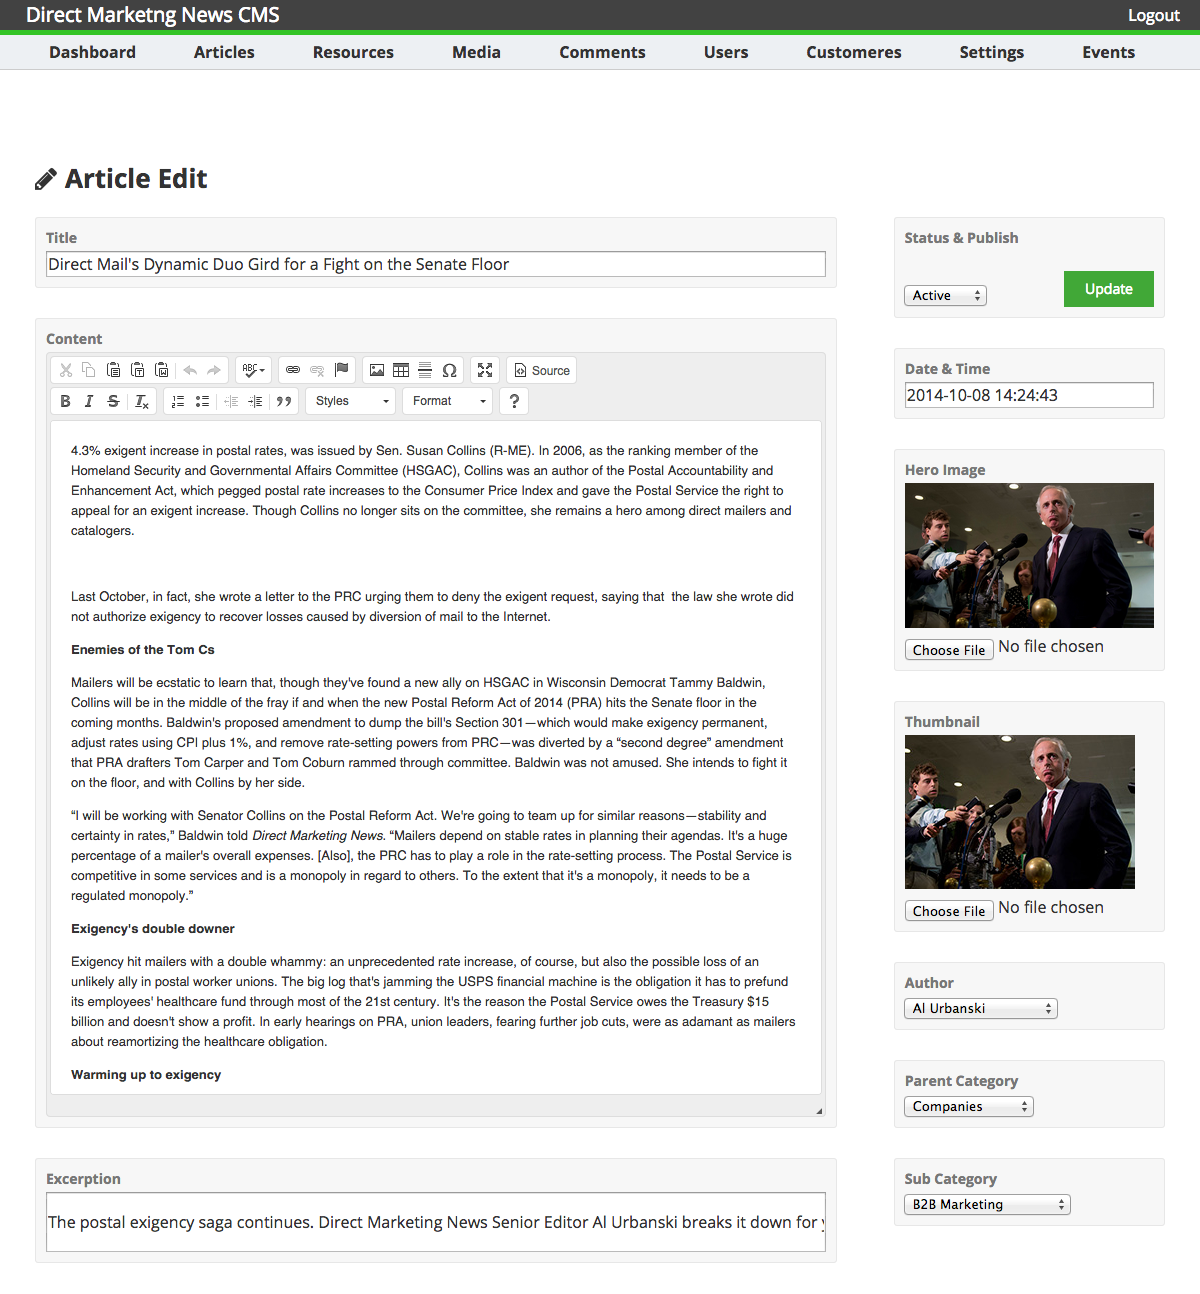 Direct Marketng News CMS
Logout
Dashboard Articles Resources Media Comments Users Customeres Settings Events
Article Edit
Title
Direct Mail's Dynamic Duo Gird for a Fight on the Senate Floor
Content
ABC
Ω
Source
B I S Tx
Styles
Format
?
4.3% exigent increase in postal rates, was issued by Sen. Susan Collins (R-ME). In 2006, as the ranking member of the
Homeland Security and Governmental Affairs Committee (HSGAC), Collins was an author of the Postal Accountability and
Enhancement Act, which pegged postal rate increases to the Consumer Price Index and gave the Postal Service the right to
appeal for an exigent increase. Though Collins no longer sits on the committee, she remains a hero among direct mailers and
catalogers.
Last October, in fact, she wrote a letter to the PRC urging them to deny the exigent request, saying that  the law she wrote did
not authorize exigency to recover losses caused by diversion of mail to the Internet.
Enemies of the Tom Cs
Mailers will be ecstatic to learn that, though they've found a new ally on HSGAC in Wisconsin Democrat Tammy Baldwin,
Collins will be in the middle of the fray if and when the new Postal Reform Act of 2014 (PRA) hits the Senate floor in the
coming months. Baldwin's proposed amendment to dump the bill's Section 301—which would make exigency permanent,
adjust rates using CPI plus 1%, and remove rate-setting powers from PRC—was diverted by a “second degree” amendment
that PRA drafters Tom Carper and Tom Coburn rammed through committee. Baldwin was not amused. She intends to fight it
on the floor, and with Collins by her side.
“I will be working with Senator Collins on the Postal Reform Act. We're going to team up for similar reasons—stability and
certainty in rates,” Baldwin told Direct Marketing News. “Mailers depend on stable rates in planning their agendas. It's a huge
percentage of a mailer's overall expenses. [Also], the PRC has to play a role in the rate-setting process. The Postal Service is
competitive in some services and is a monopoly in regard to others. To the extent that it's a monopoly, it needs to be a
regulated monopoly.”
Exigency's double downer
Exigency hit mailers with a double whammy: an unprecedented rate increase, of course, but also the possible loss of an
unlikely ally in postal worker unions. The big log that's jamming the USPS financial machine is the obligation it has to prefund
its employees' healthcare fund through most of the 21st century. It's the reason the Postal Service owes the Treasury $15
billion and doesn't show a profit. In early hearings on PRA, union leaders, fearing further job cuts, were as adamant as mailers
about reamortizing the healthcare obligation.
Warming up to exigency
Excerption
The postal exigency saga continues. Direct Marketing News Senior Editor Al Urbanski breaks it down for
Status & Publish
Active
Update
Date & Time
2014-10-08 14:24:43
Hero Image
Choose File No file chosen
Thumbnail
Choose File No file chosen
Author
Al Urbanski
Parent Category
Companies
Sub Category
B2B Marketing